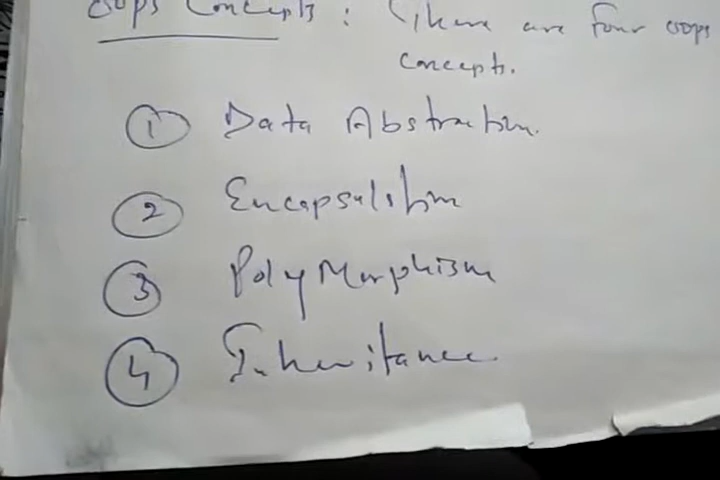 oops Concepts : There are four oops
concepts.
1 Data Abstraction.
2 Encapsulation
3 PolyMorphism
4 Inheritance